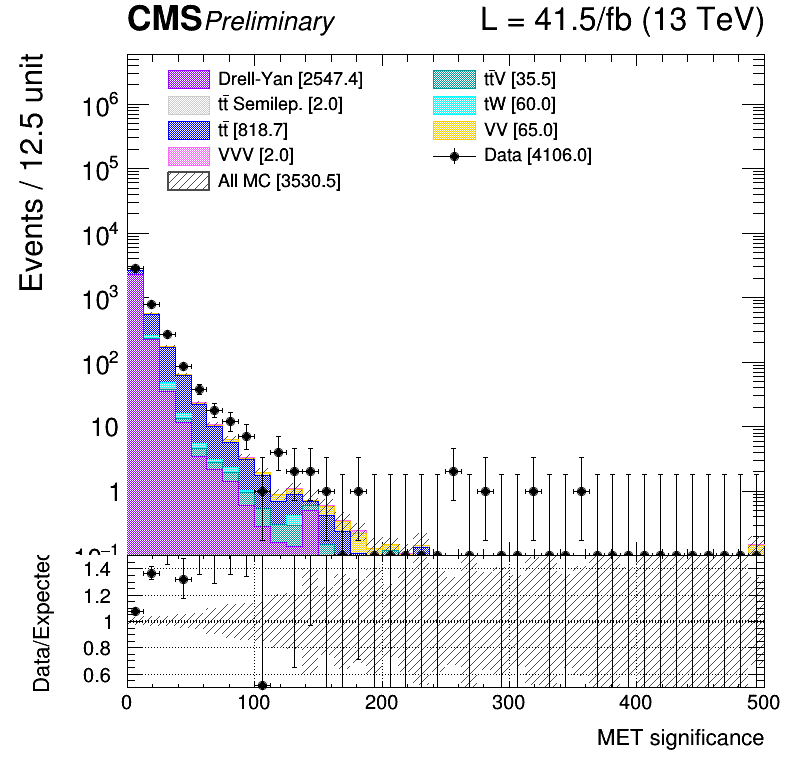 CMS Preliminary L = 41.5/fb (13 TeV)
Events / 12.5 unit
Drell-Yan [2547.4]
tt̄ Semilep. [2.0]
tt̄ [818.7]
VVV [2.0]
All MC [3530.5]
tt̄V [35.5]
tW [60.0]
VV [65.0]
Data [4106.0]
10⁶
10⁵
10⁴
10³
10²
10
1
10⁻¹
Data/Expected
1.4
1.2
1
0.8
0.6
0 100 200 300 400 500
MET significance